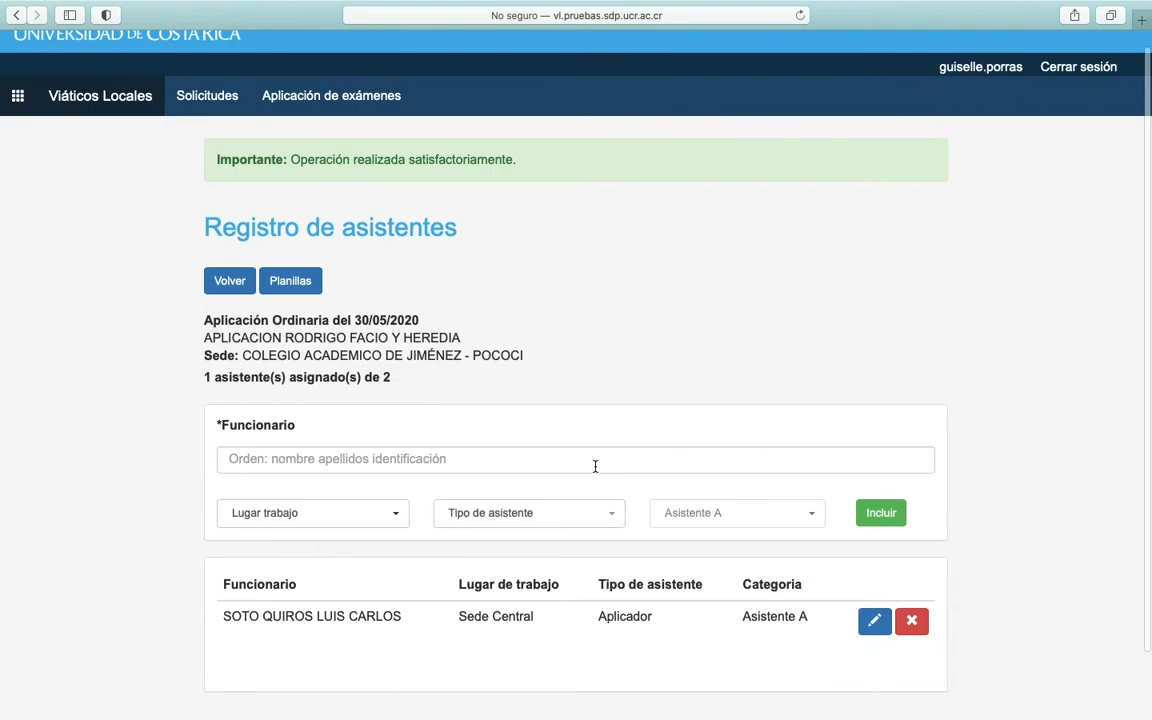 No seguro — vl.pruebas.sdp.ucr.ac.cr
UNIVERSIDAD DE COSTA RICA
guiselle.porras Cerrar sesión
Viáticos Locales Solicitudes Aplicación de exámenes
Importante: Operación realizada satisfactoriamente.
Registro de asistentes
Volver Planillas
Aplicación Ordinaria del 30/05/2020
APLICACION RODRIGO FACIO Y HEREDIA
Sede: COLEGIO ACADEMICO DE JIMÉNEZ - POCOCI
1 asistente(s) asignado(s) de 2
*Funcionario
Orden: nombre apellidos identificación
Lugar trabajo Tipo de asistente Asistente A Incluir
Funcionario Lugar de trabajo Tipo de asistente Categoria
SOTO QUIROS LUIS CARLOS Sede Central Aplicador Asistente A